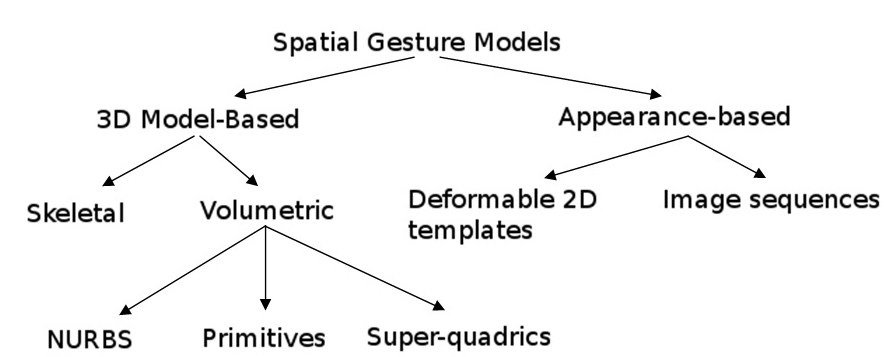 Spatial Gesture Models
3D Model-Based
Appearance-based
Skeletal
Volumetric
Deformable 2D
templates
Image sequences
NURBS
Primitives
Super-quadrics